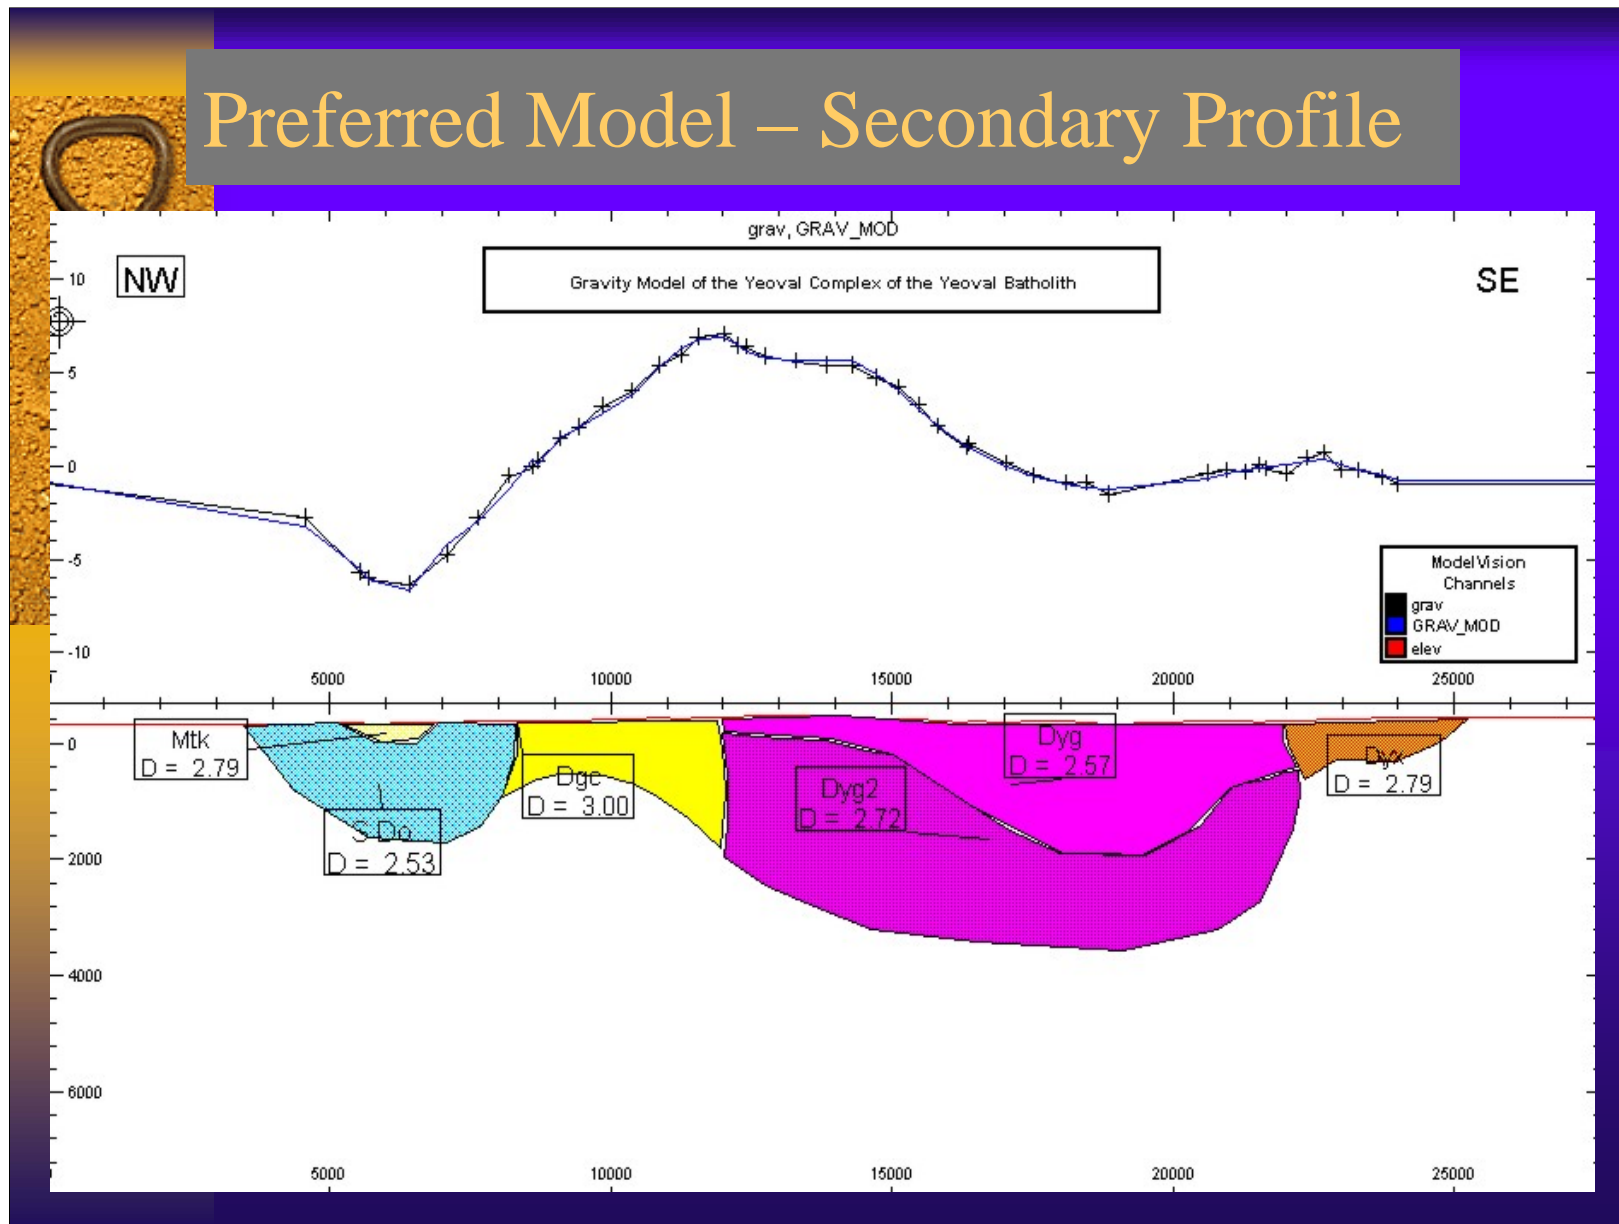 Preferred Model – Secondary Profile
grav, GRAV_MOD
Gravity Model of the Yeoval Complex of the Yeoval Batholith
NW
SE
10
5
0
-5
-10
ModelVision
Channels
grav
GRAV_MOD
elev
5000
10000
15000
20000
25000
0
2000
4000
6000
Mtk
D = 2.79
S-Do
D = 2.53
Dgc
D = 3.00
Dyg2
D = 2.72
Dyg
D = 2.57
Dyx
D = 2.79
5000
10000
15000
20000
25000